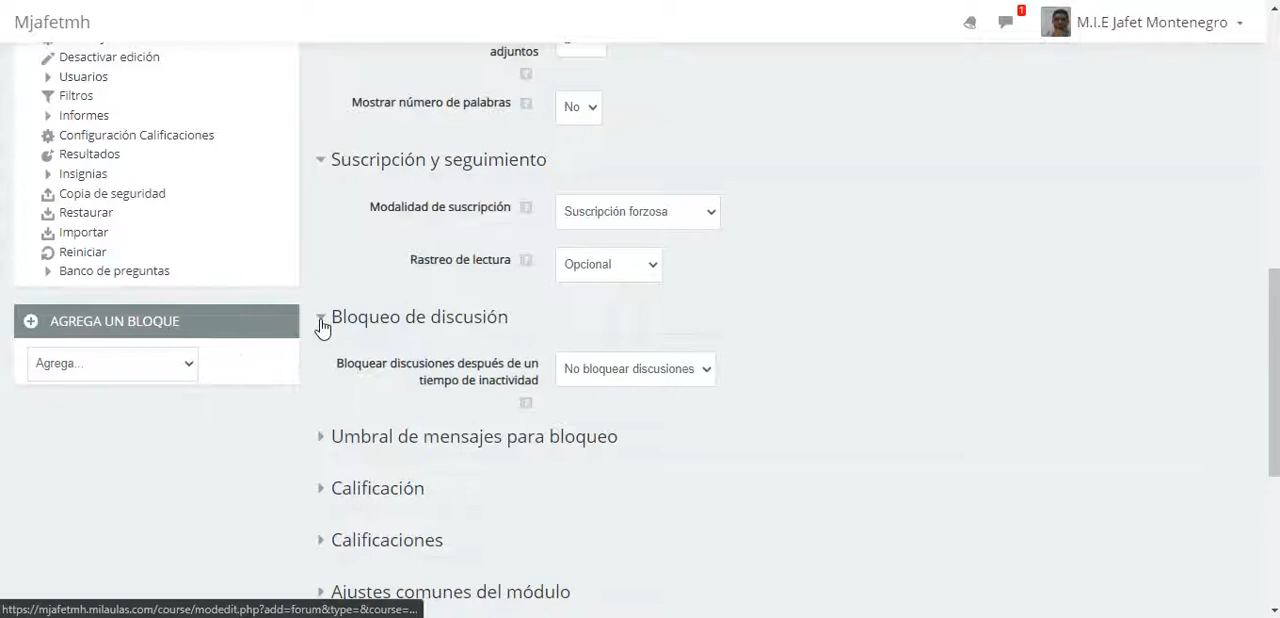 Mjafetmh
1
M.I.E Jafet Montenegro
Desactivar edición
Usuarios
Filtros
Informes
Configuración Calificaciones
Resultados
Insignias
Copia de seguridad
Restaurar
Importar
Reiniciar
Banco de preguntas
AGREGA UN BLOQUE
Agrega...
adjuntos
Mostrar número de palabras
No
Suscripción y seguimiento
Modalidad de suscripción
Suscripción forzosa
Rastreo de lectura
Opcional
Bloqueo de discusión
Bloquear discusiones después de un
tiempo de inactividad
No bloquear discusiones
Umbral de mensajes para bloqueo
Calificación
Calificaciones
Ajustes comunes del módulo
https://mjafetmh.milaulas.com/course/modedit.php?add=forum&type=&course=...